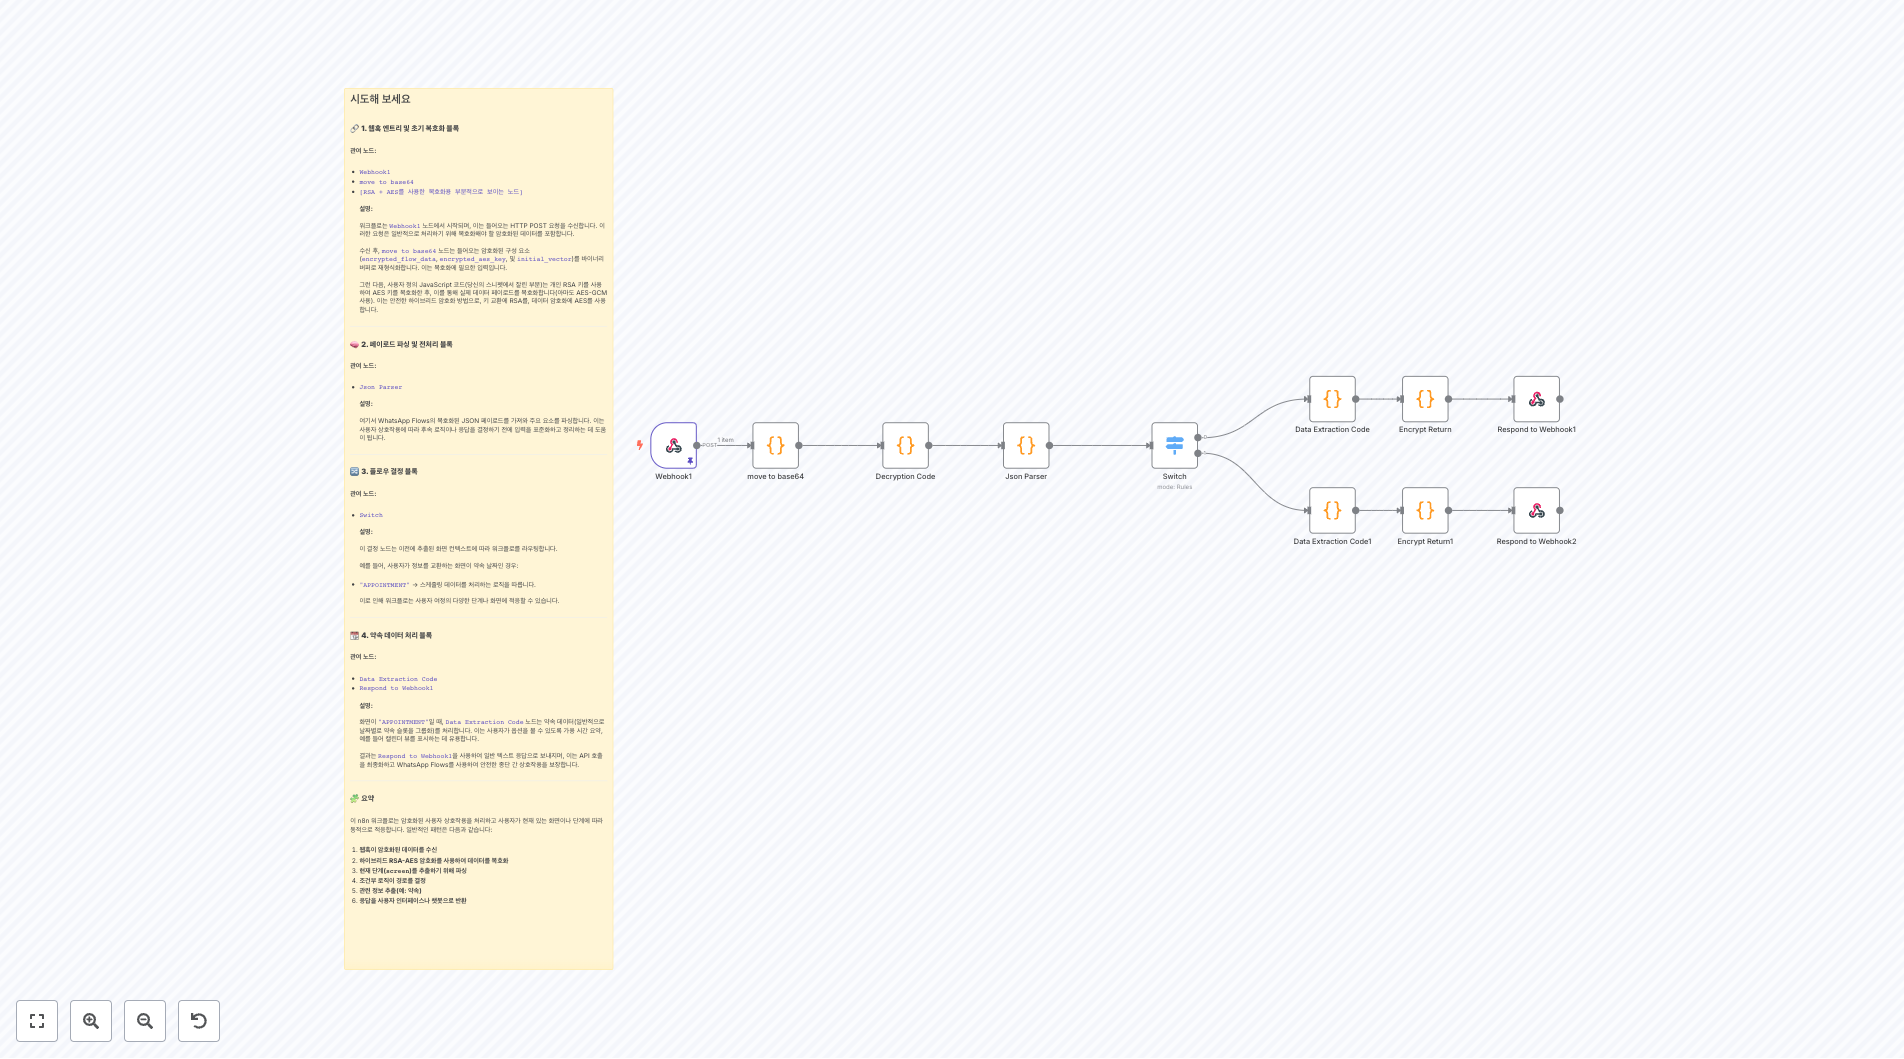 시도해 보세요
🔗 1. 웹훅 엔트리 및 초기 복호화 블록
관여 노드:
Webhook1
move to base64
[RSA + AES를 사용한 복호화용 부분적으로 보이는 노드]
설명:
워크플로는 Webhook1 노드에서 시작되며, 이는 들어오는 HTTP POST 요청을 수신합니다. 이
러한 요청은 일반적으로 처리하기 위해 복호화해야 할 암호화된 데이터를 포함합니다.
수신 후, move to base64 노드는 들어오는 암호화된 구성 요소
(encrypted_flow_data, encrypted_aes_key, 및 initial_vector)를 바이너리
버퍼로 재형식화합니다. 이는 복호화에 필요한 입력입니다.
그런 다음, 사용자 정의 JavaScript 코드(당신의 스니펫에서 잘린 부분)는 개인 RSA 키를 사용
하여 AES 키를 복호화한 후, 이를 통해 실제 데이터 페이로드를 복호화합니다(아마도 AES-GCM
사용). 이는 안전한 하이브리드 암호화 방법으로, 키 교환에 RSA를, 데이터 암호화에 AES를 사용
합니다.
🧠 2. 페이로드 파싱 및 전처리 블록
관여 노드:
Json Parser
설명:
여기서 WhatsApp Flows의 복호화된 JSON 페이로드를 가져와 주요 요소를 파싱합니다. 이는
사용자 상호작용에 따라 후속 로직이나 응답을 결정하기 전에 입력을 표준화하고 정리하는 데 도움
이 됩니다.
🔀 3. 플로우 결정 블록
관여 노드:
Switch
설명:
이 결정 노드는 이전에 추출된 화면 컨텍스트에 따라 워크플로를 라우팅합니다.
예를 들어, 사용자가 정보를 교환하는 화면이 약속 날짜인 경우:
"APPOINTMENT" → 스케줄링 데이터를 처리하는 로직을 따릅니다.
이로 인해 워크플로는 사용자 여정의 다양한 단계나 화면에 적응할 수 있습니다.
📆 4. 약속 데이터 처리 블록
관여 노드:
Data Extraction Code
Respond to Webhook1
설명:
화면이 "APPOINTMENT"일 때, Data Extraction Code 노드는 약속 데이터(일반적으로
날짜별로 약속 슬롯을 그룹화)를 처리합니다. 이는 사용자가 옵션을 볼 수 있도록 가용 시간 요약,
예를 들어 캘린더 뷰를 표시하는 데 유용합니다.
결과는 Respond to Webhook1을 사용하여 일반 텍스트 응답으로 보내지며, 이는 API 호출
을 최종화하고 WhatsApp Flows를 사용하여 안전한 종단 간 상호작용을 보장합니다.
🧩 요약
이 n8n 워크플로는 암호화된 사용자 상호작용을 처리하고 사용자가 현재 있는 화면이나 단계에 따라
동적으로 적응합니다. 일반적인 패턴은 다음과 같습니다:
1. 웹훅이 암호화된 데이터를 수신
2. 하이브리드 RSA-AES 암호화를 사용하여 데이터를 복호화
3. 현재 단계(screen)를 추출하기 위해 파싱
4. 조건부 로직이 경로를 결정
5. 관련 정보 추출(예: 약속)
6. 응답을 사용자 인터페이스나 챗봇으로 반환
POST
1 item
Webhook1
move to base64
Decryption Code
Json Parser
Switch
mode: Rules
0
1
Data Extraction Code
Encrypt Return
Respond to Webhook1
Data Extraction Code1
Encrypt Return1
Respond to Webhook2